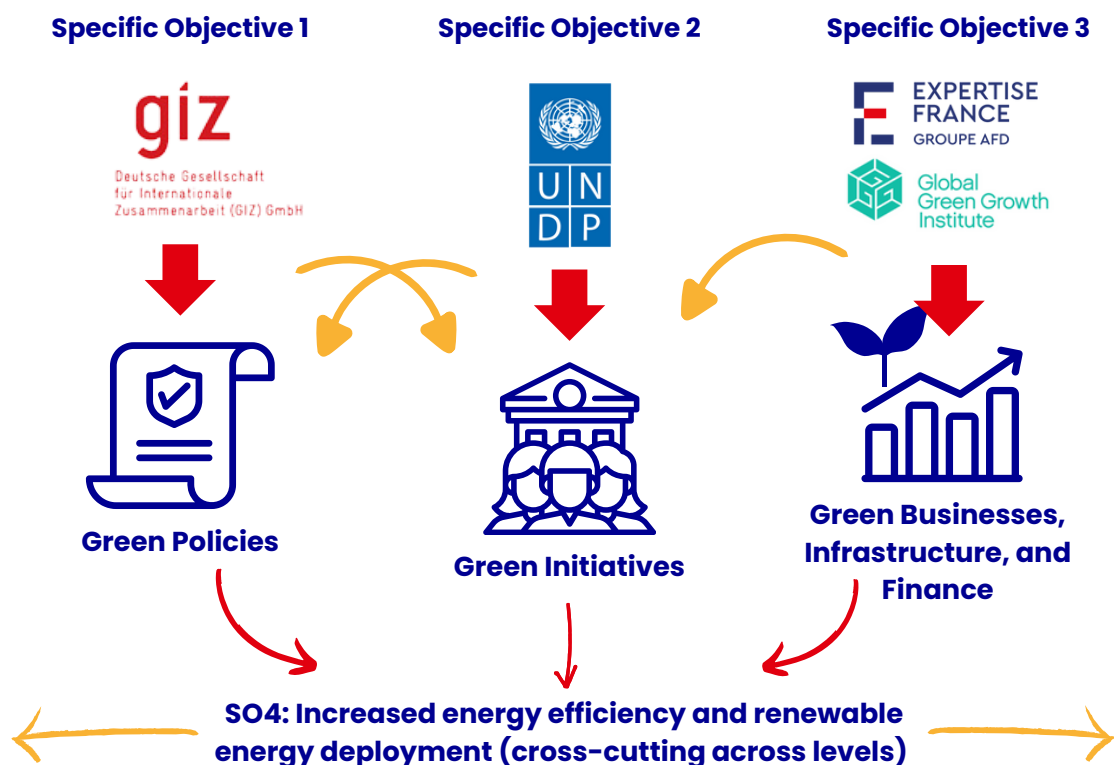 Specific Objective 1
Specific Objective 2
Specific Objective 3
giz
Deutsche Gesellschaft
für Internationale
Zusammenarbeit (GIZ) GmbH
U N
D P
EXPERTISE
FRANCE
GROUPE AFD
GGGI
Global
Green Growth
Institute
Green Policies
Green Initiatives
Green Businesses,
Infrastructure, and
Finance
SO4: Increased energy efficiency and renewable
energy deployment (cross-cutting across levels)